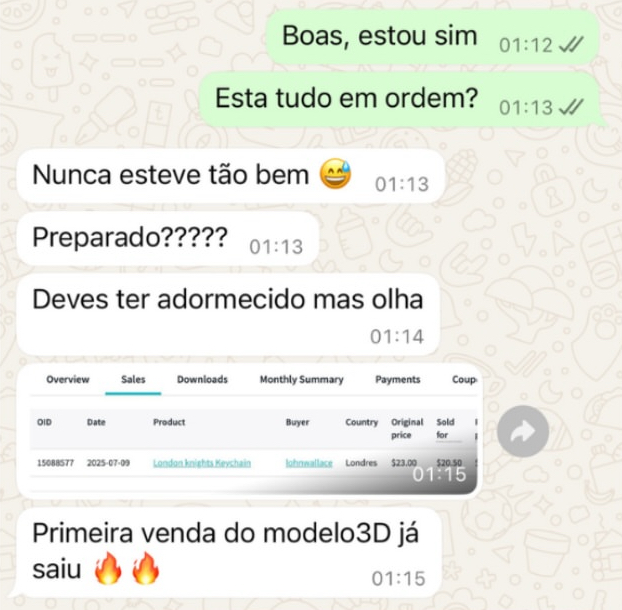 Boas, estou sim 01:12
Esta tudo em ordem? 01:13
Nunca esteve tão bem 😅 01:13
Preparado????? 01:13
Deves ter adormecido mas olha
01:14
Overview Sales Downloads Monthly Summary Payments Coup
OID Date Product Buyer Country Original price Sold for
15088577 2025-07-09 London knights Keychain Londres $23.00 $20.50
01:15
Primeira venda do modelo3D já
saiu 🔥🔥 01:15